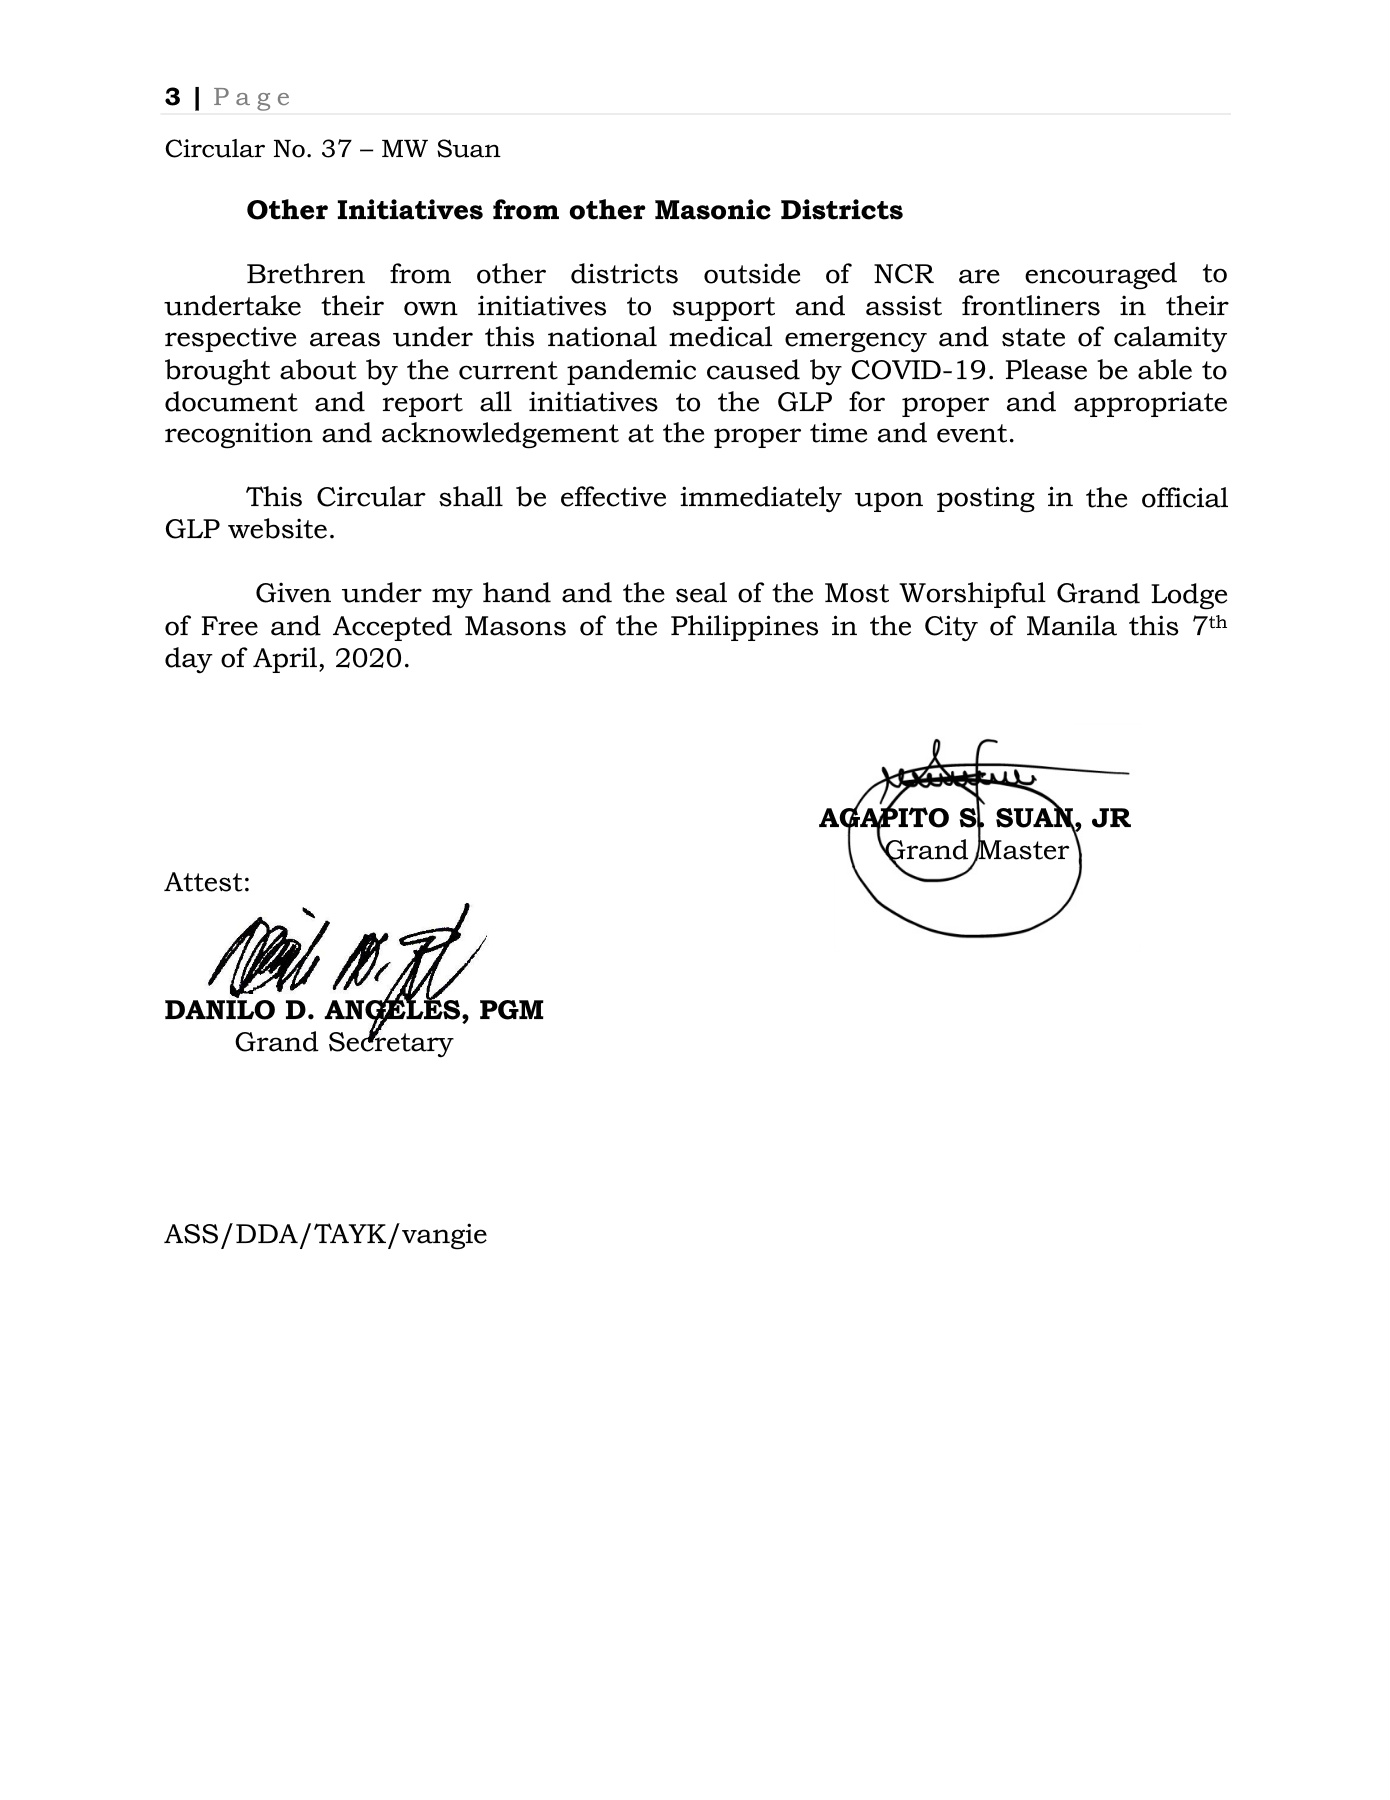 3 | Page
Circular No. 37 – MW Suan
Other Initiatives from other Masonic Districts
Brethren from other districts outside of NCR are encouraged to
undertake their own initiatives to support and assist frontliners in their
respective areas under this national medical emergency and state of calamity
brought about by the current pandemic caused by COVID-19. Please be able to
document and report all initiatives to the GLP for proper and appropriate
recognition and acknowledgement at the proper time and event.
This Circular shall be effective immediately upon posting in the official
GLP website.
Given under my hand and the seal of the Most Worshipful Grand Lodge
of Free and Accepted Masons of the Philippines in the City of Manila this 7th
day of April, 2020.
AGAPITO S. SUAN, JR
Grand Master
Attest:
DANILO D. ANGELES, PGM
Grand Secretary
ASS/DDA/TAYK/vangie